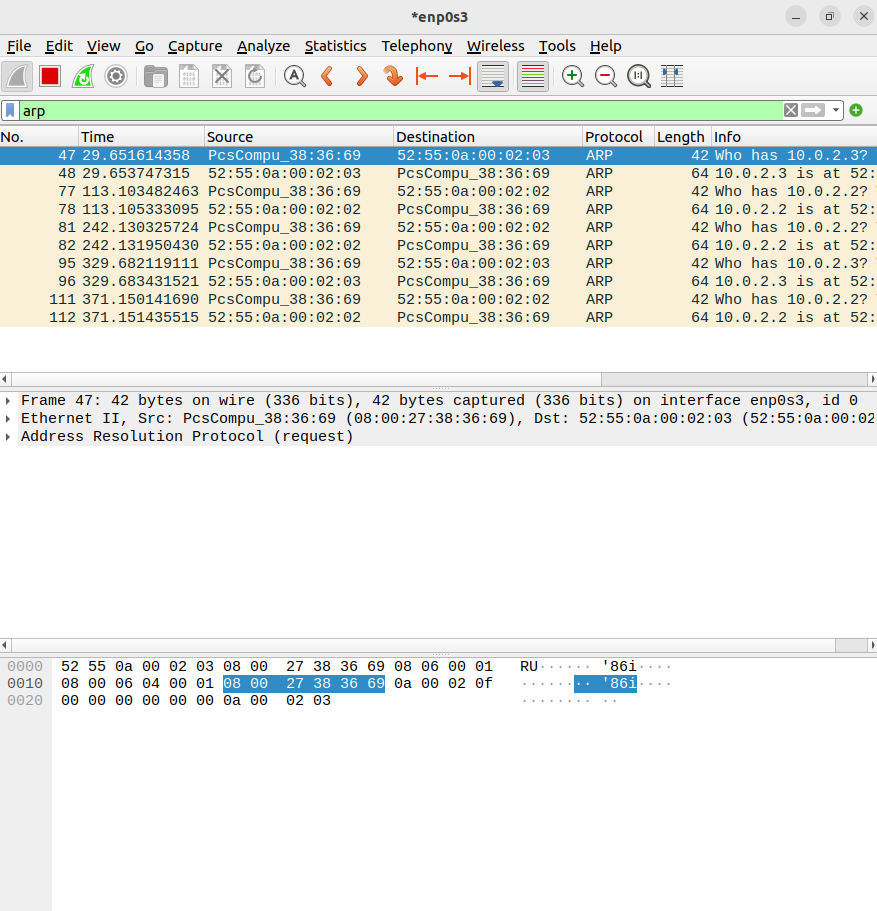 *enp0s3
File Edit View Go Capture Analyze Statistics Telephony Wireless Tools Help
arp
No. Time Source Destination Protocol Length Info
47 29.651614358 PcsCompu_38:36:69 52:55:0a:00:02:03 ARP 42 Who has 10.0.2.3?
48 29.653747315 52:55:0a:00:02:03 PcsCompu_38:36:69 ARP 64 10.0.2.3 is at 52:
77 113.103482463 PcsCompu_38:36:69 52:55:0a:00:02:02 ARP 42 Who has 10.0.2.2?
78 113.105333095 52:55:0a:00:02:02 PcsCompu_38:36:69 ARP 64 10.0.2.2 is at 52:
81 242.130325724 PcsCompu_38:36:69 52:55:0a:00:02:02 ARP 42 Who has 10.0.2.2?
82 242.131950430 52:55:0a:00:02:02 PcsCompu_38:36:69 ARP 64 10.0.2.2 is at 52:
95 329.682119111 PcsCompu_38:36:69 52:55:0a:00:02:03 ARP 42 Who has 10.0.2.3?
96 329.683431521 52:55:0a:00:02:03 PcsCompu_38:36:69 ARP 64 10.0.2.3 is at 52:
111 371.150141690 PcsCompu_38:36:69 52:55:0a:00:02:02 ARP 42 Who has 10.0.2.2?
112 371.151435515 52:55:0a:00:02:02 PcsCompu_38:36:69 ARP 64 10.0.2.2 is at 52:
Frame 47: 42 bytes on wire (336 bits), 42 bytes captured (336 bits) on interface enp0s3, id 0
Ethernet II, Src: PcsCompu_38:36:69 (08:00:27:38:36:69), Dst: 52:55:0a:00:02:03 (52:55:0a:00:02
Address Resolution Protocol (request)
0000 52 55 0a 00 02 03 08 00 27 38 36 69 08 06 00 01 RU······ '86i····
0010 08 00 06 04 00 01 08 00 27 38 36 69 0a 00 02 0f ········ '86i····
0020 00 00 00 00 00 00 0a 00 02 03 ········ ··